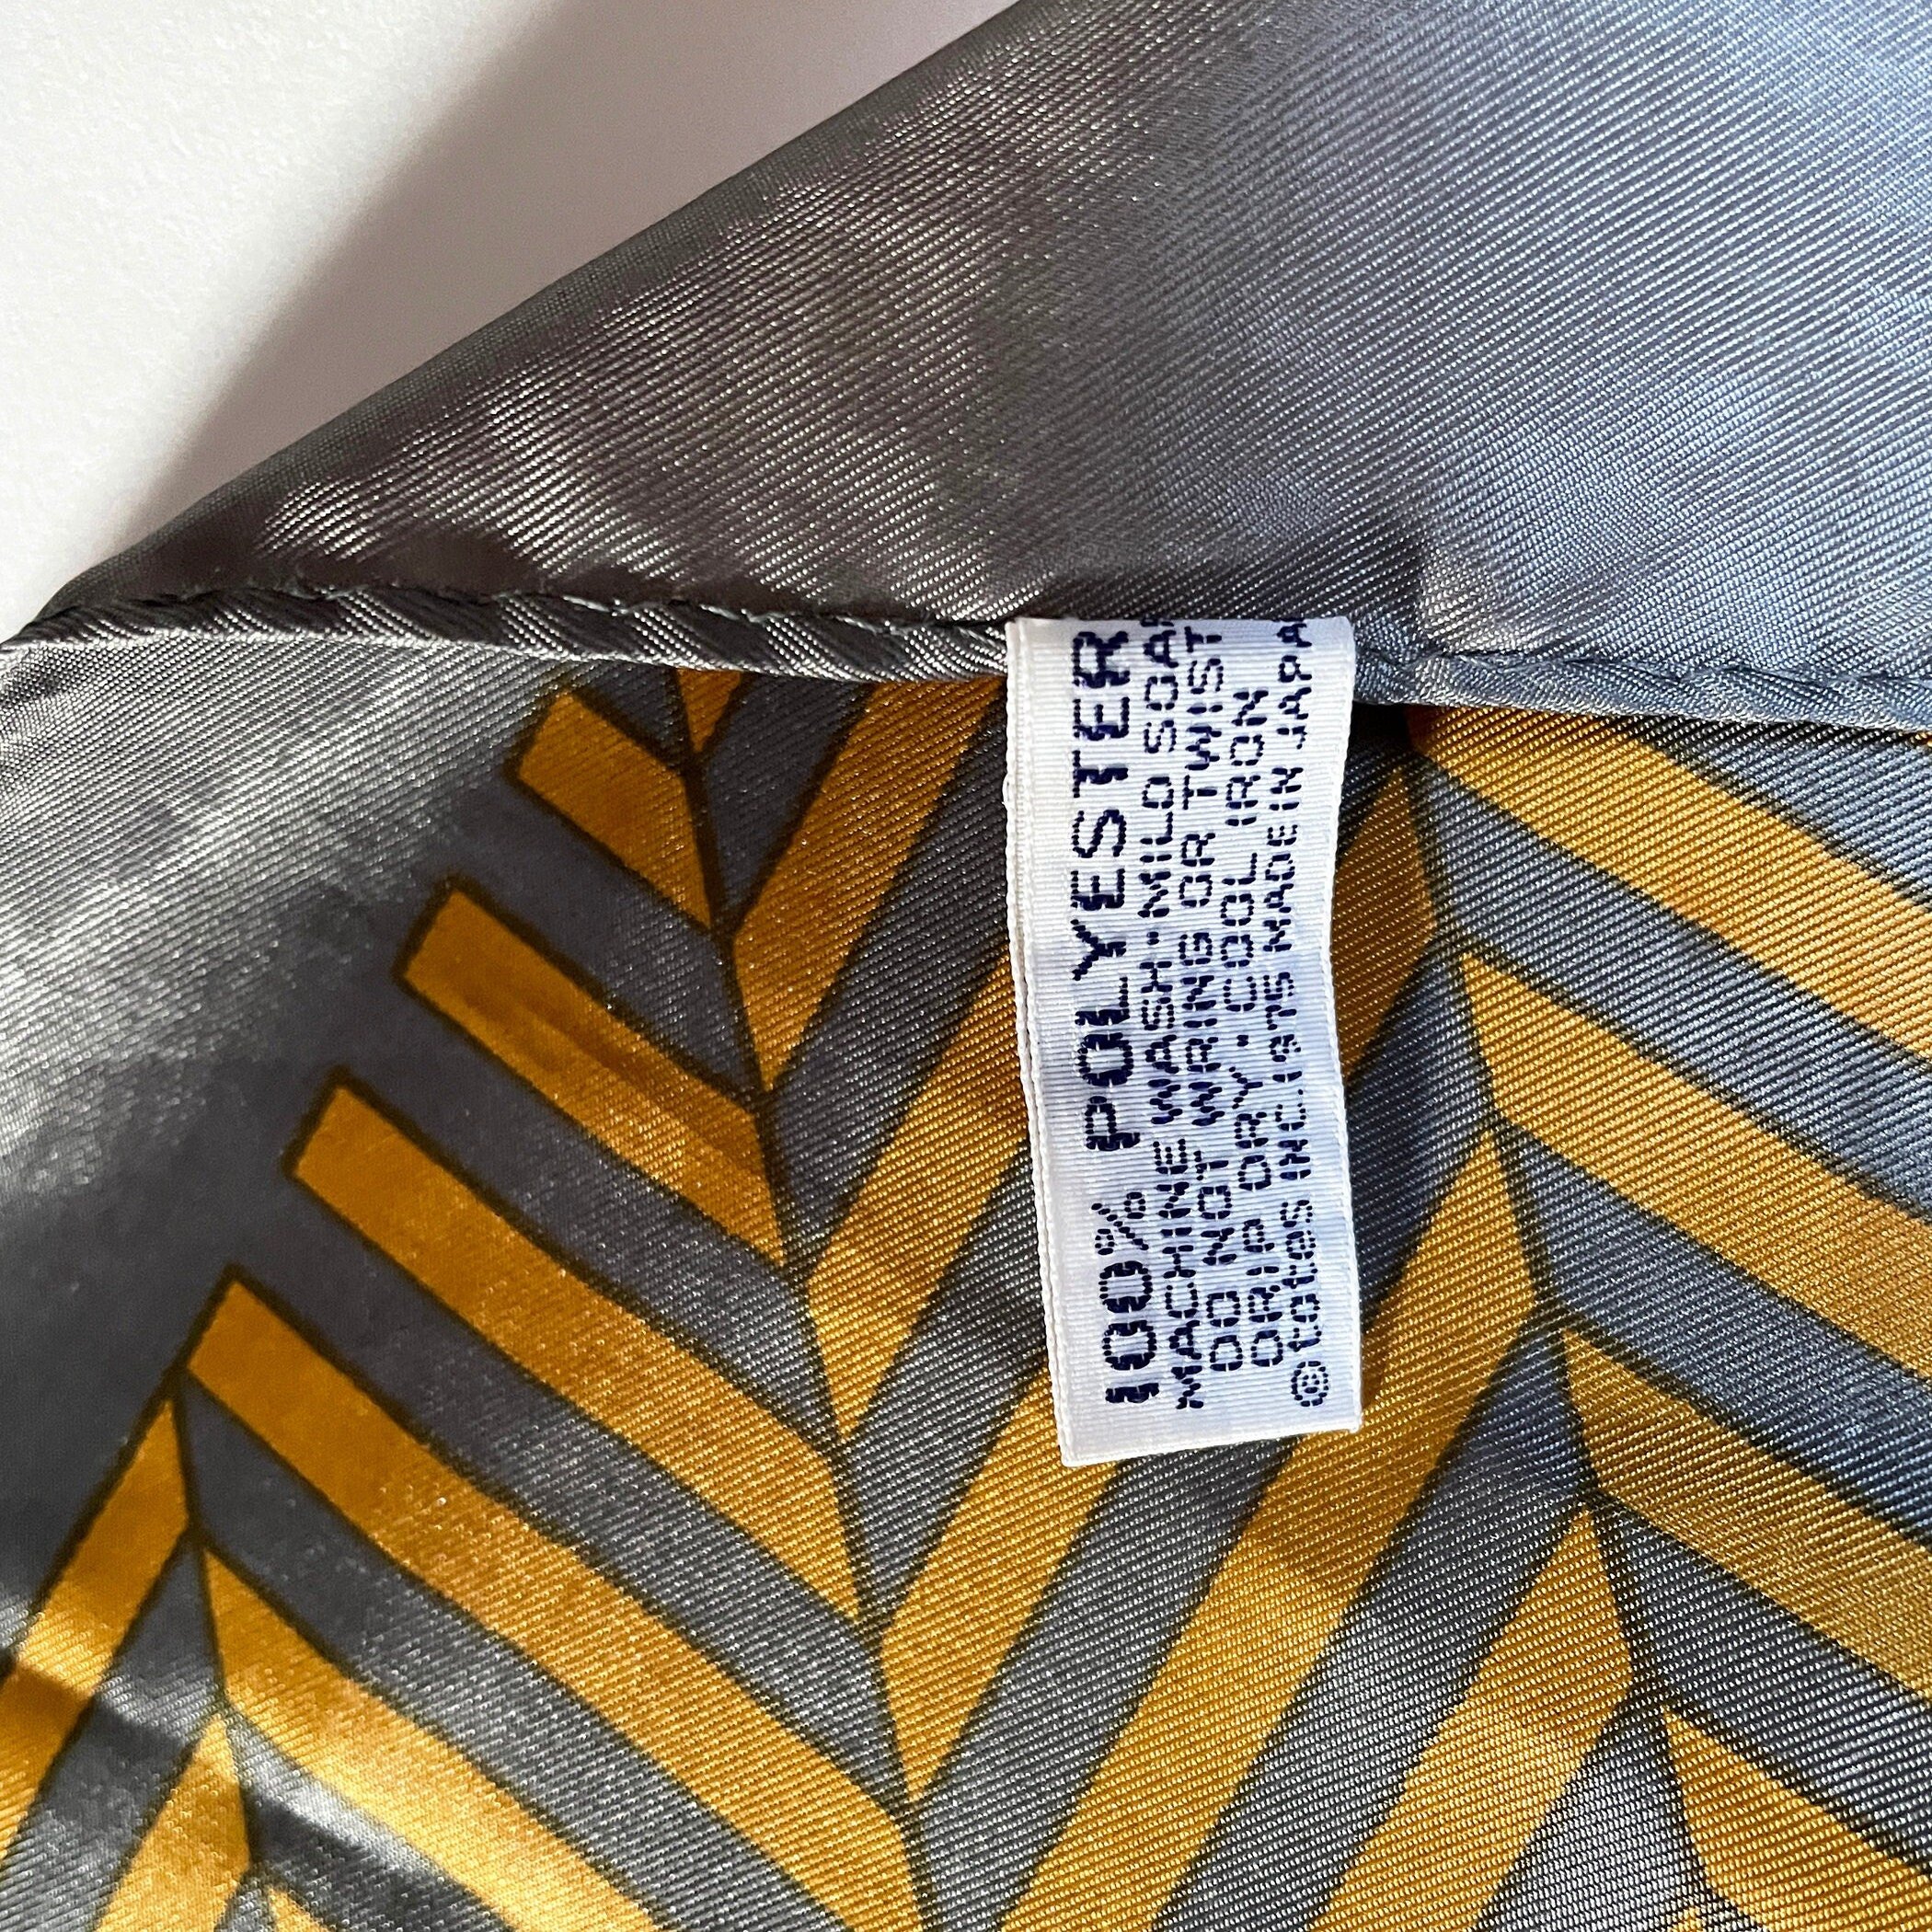 100% POLYESTER
MACHINE WASH·MILD SOAP
DO NOT WRING OR TWIST
DRIP DRY·COOL IRON
©totes INC.1975 MADE IN JAPA